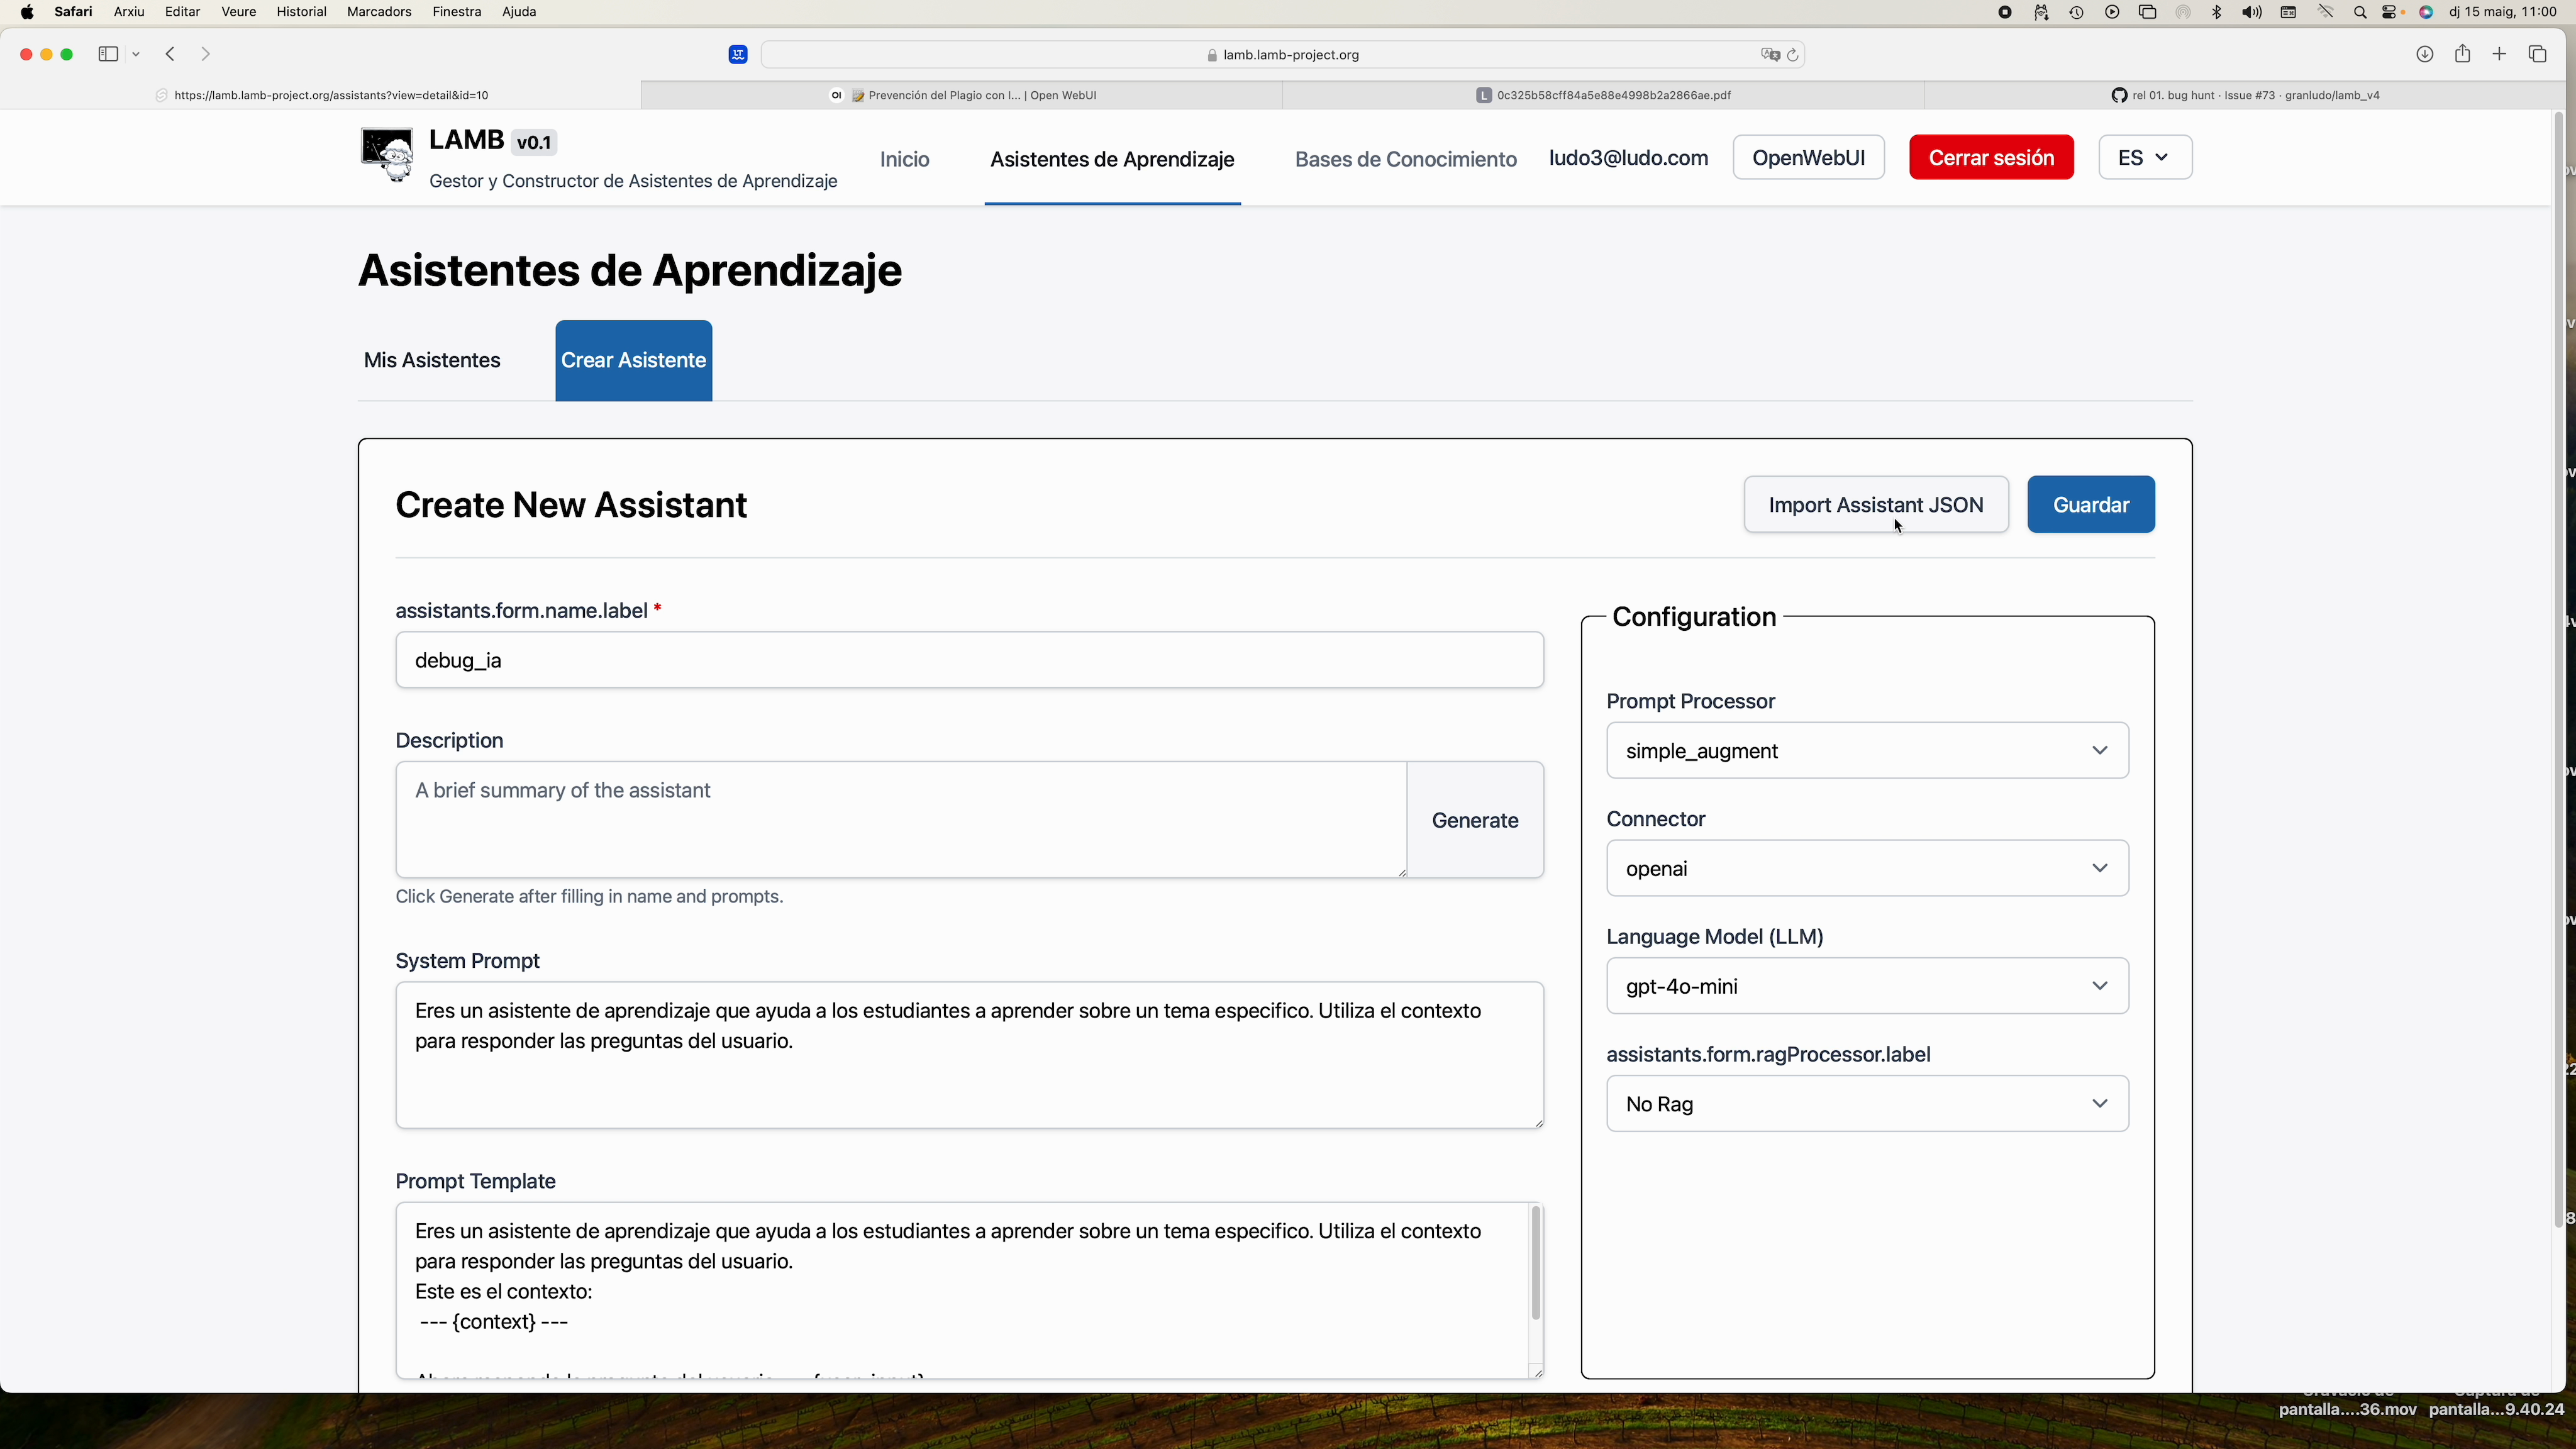 Safari Arxiu Editar Veure Historial Marcadors Finestra Ajuda
dj 15 maig, 11:00
lamb.lamb-project.org
https://lamb.lamb-project.org/assistants?view=detail&id=10
OI Prevención del Plagio con I... | Open WebUI
L 0c325b58cff84a5e88e4998b2a2866ae.pdf
rel 01. bug hunt · Issue #73 · granludo/lamb_v4
LAMB v0.1
Gestor y Constructor de Asistentes de Aprendizaje
Inicio
Asistentes de Aprendizaje
Bases de Conocimiento
ludo3@ludo.com
OpenWebUI
Cerrar sesión
ES
Asistentes de Aprendizaje
Mis Asistentes
Crear Asistente
Create New Assistant
Import Assistant JSON
Guardar
assistants.form.name.label *
debug_ia
Description
A brief summary of the assistant
Generate
Click Generate after filling in name and prompts.
System Prompt
Eres un asistente de aprendizaje que ayuda a los estudiantes a aprender sobre un tema especifico. Utiliza el contexto
para responder las preguntas del usuario.
Prompt Template
Eres un asistente de aprendizaje que ayuda a los estudiantes a aprender sobre un tema especifico. Utiliza el contexto
para responder las preguntas del usuario.
Este es el contexto:
--- {context} ---
Configuration
Prompt Processor
simple_augment
Connector
openai
Language Model (LLM)
gpt-4o-mini
assistants.form.ragProcessor.label
No Rag
pantalla....36.mov
pantalla...9.40.24